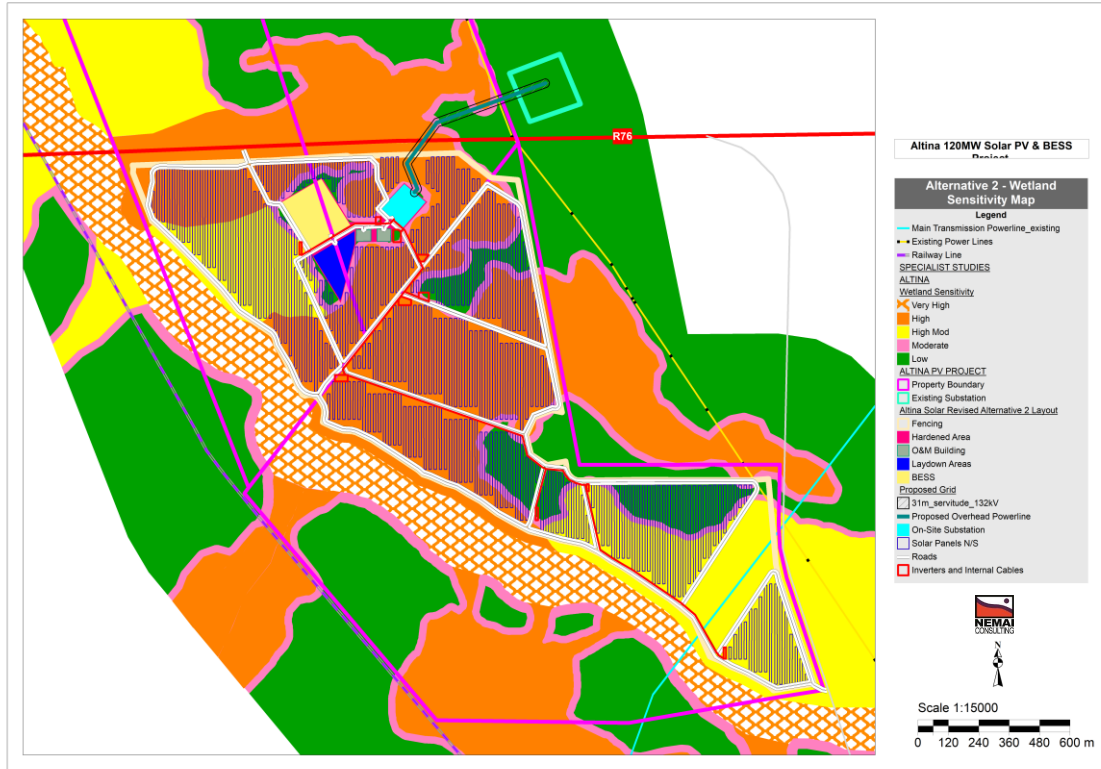 R76
Altina 120MW Solar PV & BESS
Project
Alternative 2 - Wetland
Sensitivity Map
Legend
Main Transmission Powerline_existing
Existing Power Lines
Railway Line
SPECIALIST STUDIES
ALTINA
Wetland Sensitivity
Very High
High
High Mod
Moderate
Low
ALTINA PV PROJECT
Property Boundary
Existing Substation
Altina Solar Revised Alternative 2 Layout
Fencing
Hardened Area
O&M Building
Laydown Areas
BESS
Proposed Grid
31m_servitude_132kV
Proposed Overhead Powerline
On-Site Substation
Solar Panels N/S
Roads
Inverters and Internal Cables
NEMAI
CONSULTING
N
Scale 1:15000
0 120 240 360 480 600 m